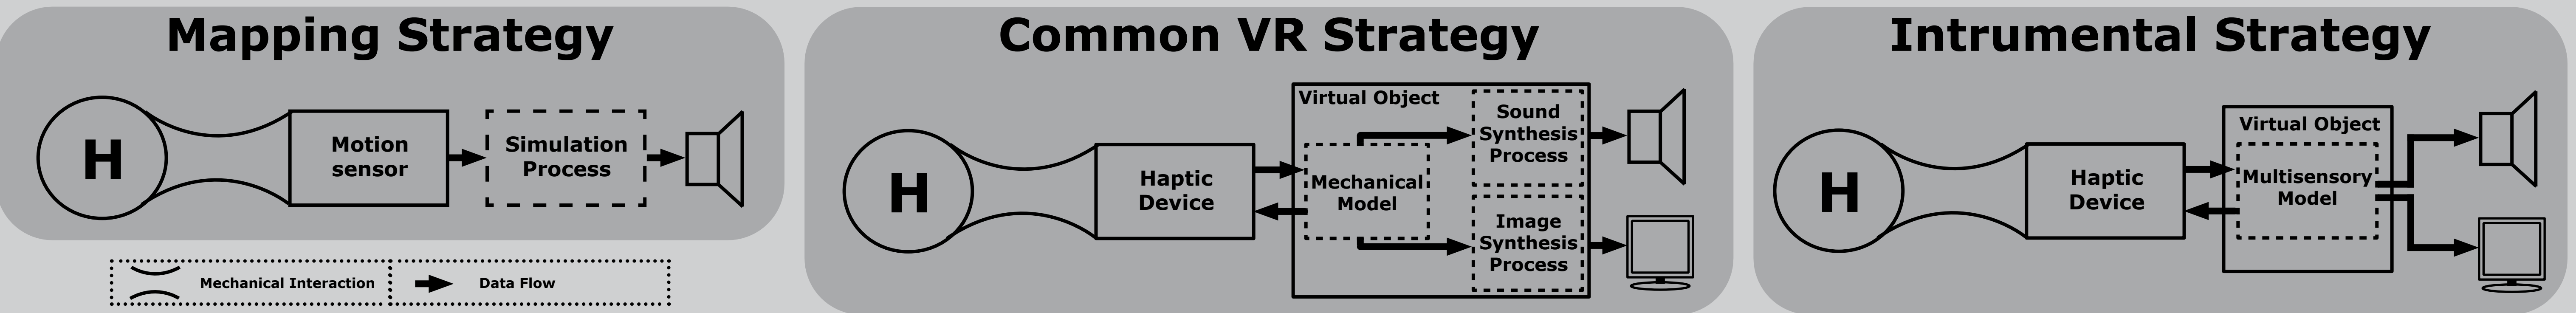 Mapping Strategy
H
Motion
sensor
Simulation
Process
Mechanical Interaction
Data Flow
Common VR Strategy
H
Haptic
Device
Virtual Object
Mechanical
Model
Sound
Synthesis
Process
Image
Synthesis
Process
Intrumental Strategy
H
Haptic
Device
Virtual Object
Multisensory
Model